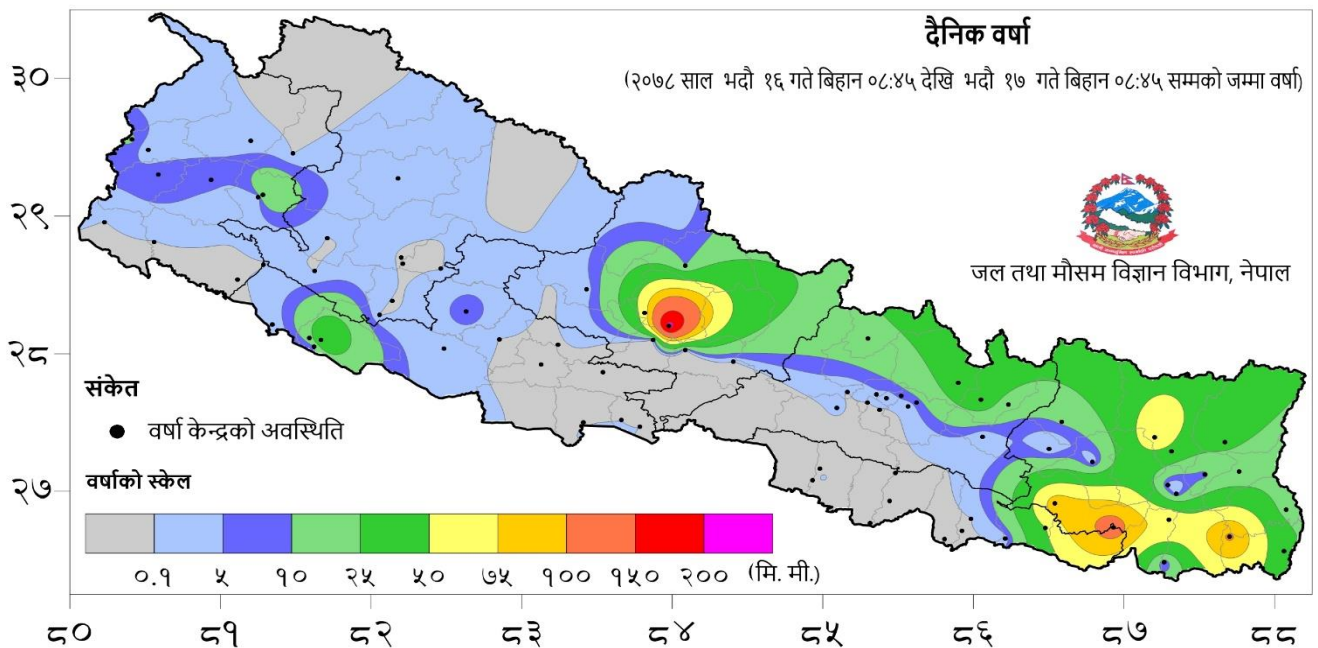 दैनिक वर्षा
(२०७८ साल भदौ १६ गते बिहान ०८:४५ देखि भदौ १७ गते बिहान ०८:४५ सम्मको जम्मा वर्षा)
३०
२९
जल तथा मौसम विज्ञान विभाग, नेपाल
२८
संकेत
वर्षा केन्द्रको अवस्थिति
२७
वर्षाको स्केल
०.१ ५ १० २५ ५० ७५ १०० १५० २०० (मि. मी.)
८० ८१ ८२ ८३ ८४ ८५ ८६ ८७ ८८